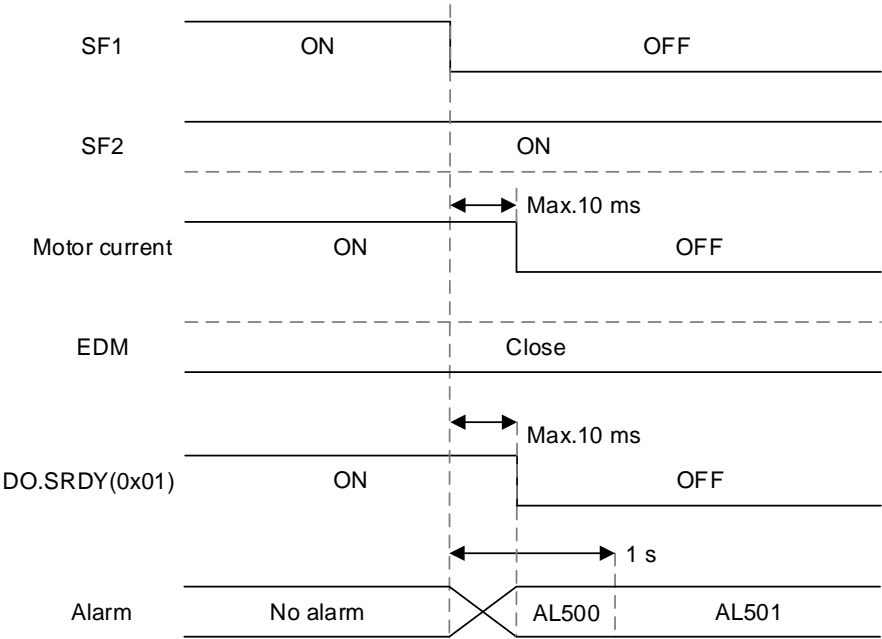 SF1 ON OFF
SF2 ON
Max.10 ms
Motor current ON OFF
EDM Close
Max.10 ms
DO.SRDY(0x01) ON OFF
1 s
Alarm No alarm AL500 AL501